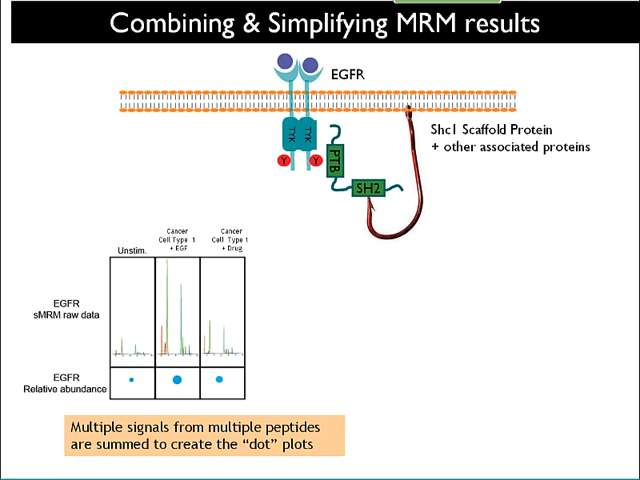 Combining & Simplifying MRM results
EGFR
TYK
TYK
Y
Y
PTB
SH2
Shc1 Scaffold Protein
+ other associated proteins
Unstim.
Cancer
Cell Type 1
+ EGF
Cancer
Cell Type 1
+ Drug
EGFR
sMRM raw data
EGFR
Relative abundance
Multiple signals from multiple peptides
are summed to create the “dot” plots